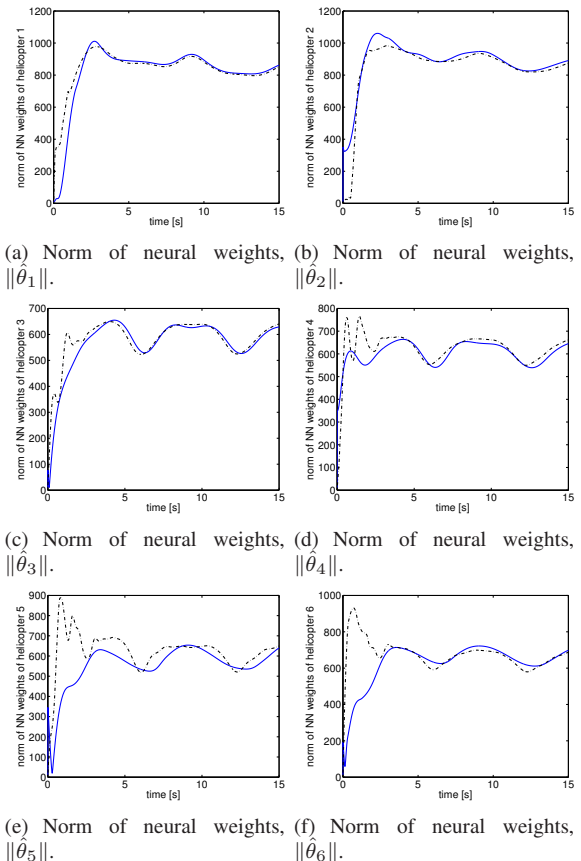 norm of NN weights of helicopter 1
1200
1000
800
600
400
200
0
0 5 10 15
time [s]
norm of NN weights of helicopter 2
1200
1000
800
600
400
200
0
0 5 10 15
time [s]
(a) Norm of neural weights,
‖θ̂₁‖.
(b) Norm of neural weights,
‖θ̂₂‖.
norm of NN weights of helicopter 3
700
600
500
400
300
200
100
0
0 5 10 15
time [s]
norm of NN weights of helicopter 4
800
700
600
500
400
300
200
100
0
0 5 10 15
time [s]
(c) Norm of neural weights,
‖θ̂₃‖.
(d) Norm of neural weights,
‖θ̂₄‖.
norm of NN weights of helicopter 5
900
800
700
600
500
400
300
200
100
0
0 5 10 15
time [s]
norm of NN weights of helicopter 6
1000
800
600
400
200
0
0 5 10 15
time [s]
(e) Norm of neural weights,
‖θ̂₅‖.
(f) Norm of neural weights,
‖θ̂₆‖.